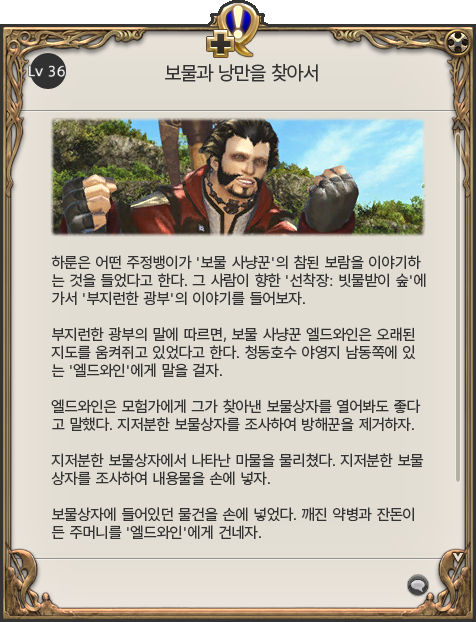 Lv 36
보물과 낭만을 찾아서
하룬은 어떤 주정뱅이가 '보물 사냥꾼'의 참된 보람을 이야기하
는 것을 들었다고 한다. 그 사람이 향한 '선착장: 빗물받이 숲'에
가서 '부지런한 광부'의 이야기를 들어보자.
부지런한 광부의 말에 따르면, 보물 사냥꾼 엘드와인은 오래된
지도를 움켜쥐고 있었다고 한다. 청동호수 야영지 남동쪽에 있
는 '엘드와인'에게 말을 걸자.
엘드와인은 모험가에게 그가 찾아낸 보물상자를 열어봐도 좋다
고 말했다. 지저분한 보물상자를 조사하여 방해꾼을 제거하자.
지저분한 보물상자에서 나타난 마물을 물리쳤다. 지저분한 보물
상자를 조사하여 내용물을 손에 넣자.
보물상자에 들어있던 물건을 손에 넣었다. 깨진 약병과 잔돈이
든 주머니를 '엘드와인'에게 건네자.